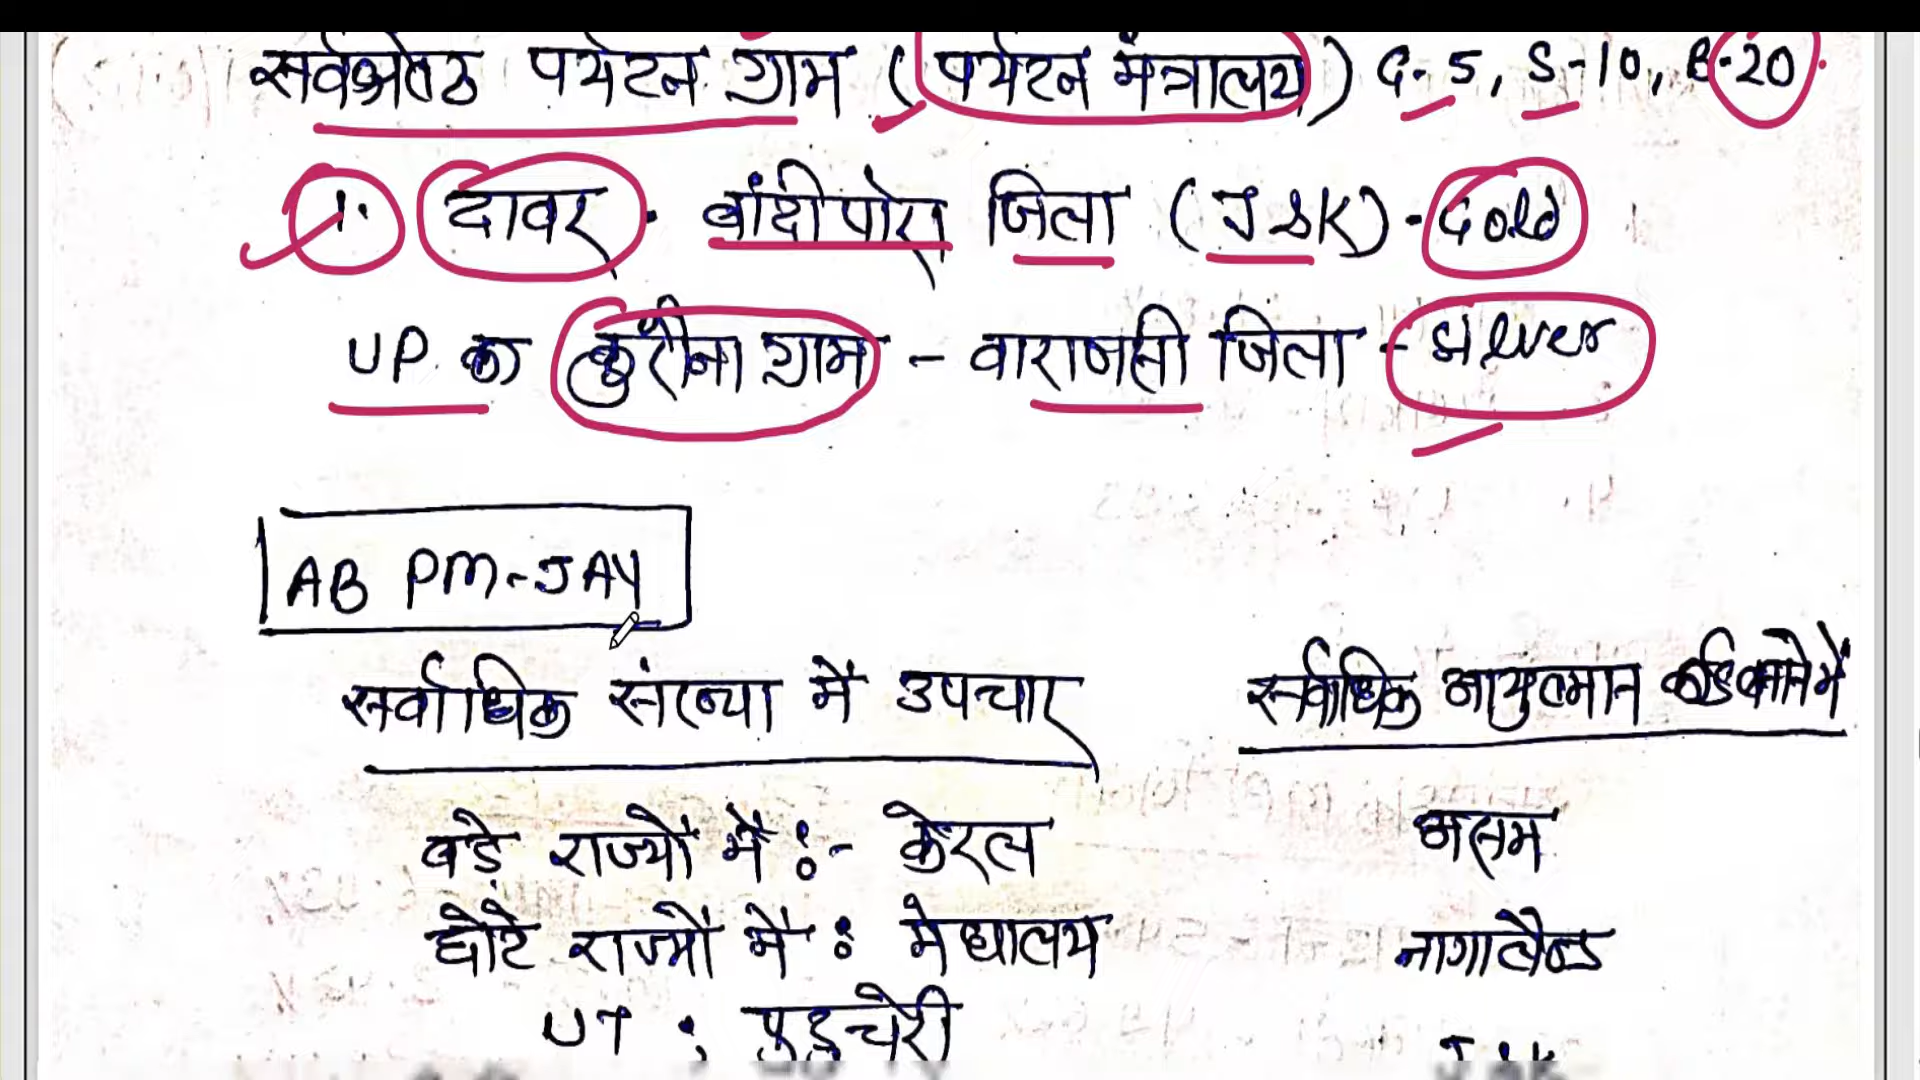 सर्वश्रेष्ठ पर्यटन ग्राम (पर्यटन मंत्रालय) G-5, S-10, B-20
1. दावर - बांदीपोरा जिला (J&K) - Gold
UP का कुरौना ग्राम - वाराणसी जिला - Silver
AB PM-JAY
सर्वाधिक संख्या में उपचार सर्वाधिक आयुष्मान कार्ड बनाने में
बड़े राज्यों में :- केरल असम
छोटे राज्यों में : मेघालय नागालैण्ड
UT : पुडुचेरी J&K